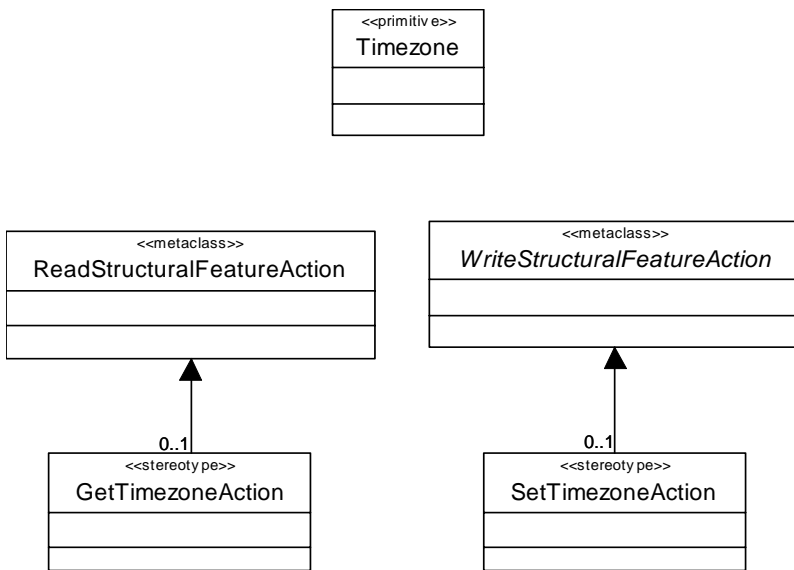 <<primitive>>
Timezone
<<metaclass>>
ReadStructuralFeatureAction
<<metaclass>>
WriteStructuralFeatureAction
0..1
0..1
<<stereotype>>
GetTimezoneAction
<<stereotype>>
SetTimezoneAction